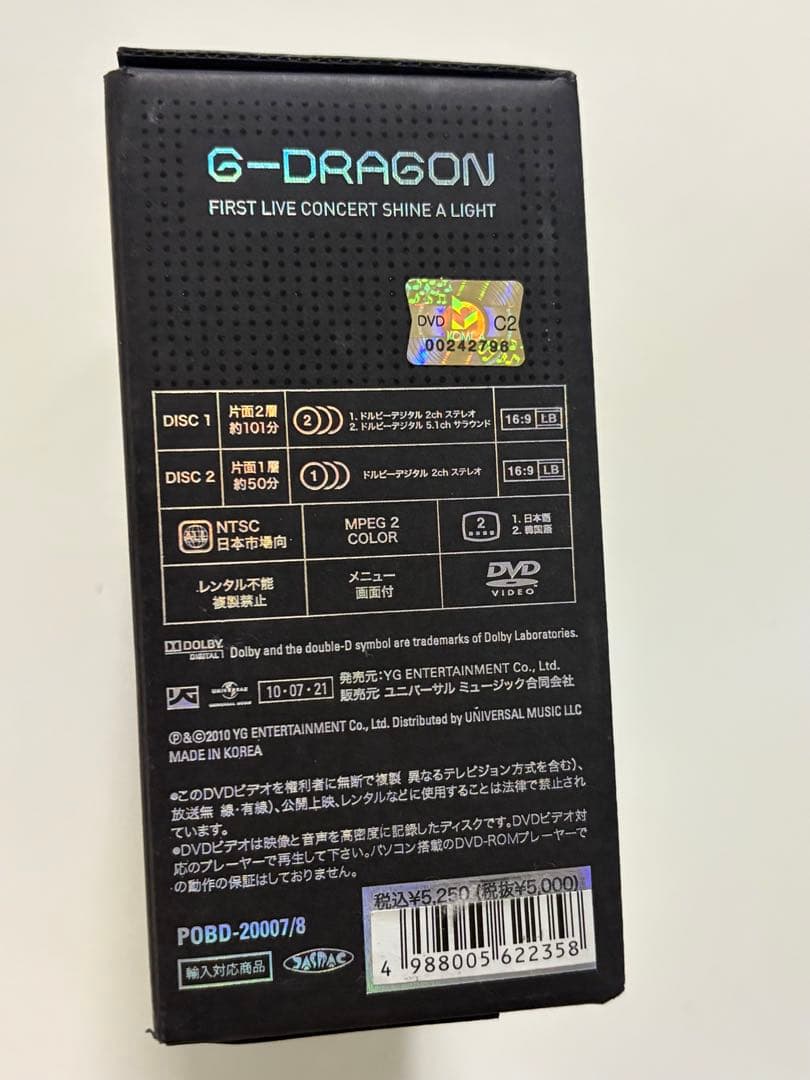 G-DRAGON
FIRST LIVE CONCERT SHINE A LIGHT
DVD C2
KOMCA
00242796
DISC 1 片面2層 約101分 2 1. ドルビーデジタル 2ch ステレオ 2. ドルビーデジタル 5.1ch サラウンド 16:9 LB
DISC 2 片面1層 約50分 1 ドルビーデジタル 2ch ステレオ 16:9 LB
ALL NTSC 日本市場向 MPEG 2 COLOR 2 1. 日本語 2. 韓国語
レンタル不能 複製禁止 メニュー 画面付 DVD VIDEO
DOLBY DIGITAL Dolby and the double-D symbol are trademarks of Dolby Laboratories.
YG UNIVERSAL 10・07・21 発売元:YG ENTERTAINMENT Co., Ltd.
販売元: ユニバーサル ミュージック合同会社
Ⓟ&©2010 YG ENTERTAINMENT Co., Ltd. Distributed by UNIVERSAL MUSIC LLC
MADE IN KOREA
●このDVDビデオを権利者に無断で複製 異なるテレビジョン方式を含む)、
放送無 線・有線)、公開上映、レンタルなどに使用することは法律で禁止され
ています。
●DVDビデオは映像と音声を高密度に記録したディスクです。DVDビデオ対
応のプレーヤーで再生して下さい。パソコン搭載のDVD-ROMプレーヤーで
の動作の保証はしておりません。
税込¥5,250 (税抜¥5,000)
POBD-20007/8
輸入対応商品 JASRAC
4 988005 622358